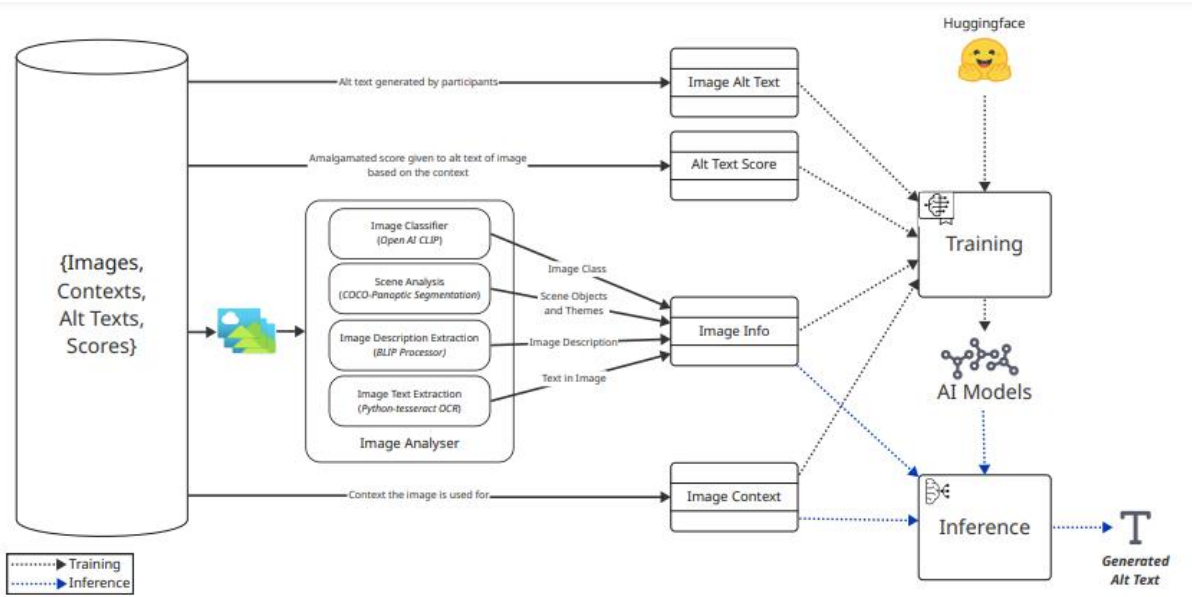 Huggingface
Alt text generated by participants
Image Alt Text
Amalgamated score given to alt text of image
based on the context
Alt Text Score
{Images,
Contexts,
Alt Texts,
Scores}
Image Classifier
(Open AI CLIP)
Scene Analysis
(COCO-Panoptic Segmentation)
Image Description Extraction
(BLIP Processor)
Image Text Extraction
(Python-tesseract OCR)
Image Analyser
Image Class
Scene Objects
and Themes
Image Description
Text in Image
Image Info
Training
AI Models
Context the image is used for
Image Context
Inference
T
Generated
Alt Text
Training
Inference